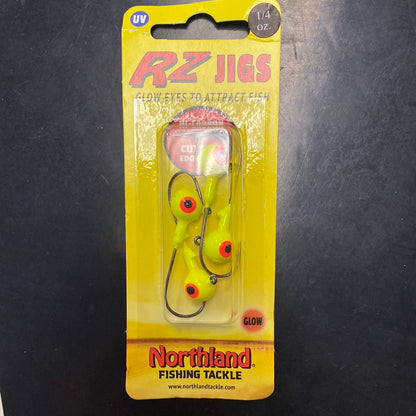 UV
1/4
oz.
RZ JIGS
GLOW EYES TO ATTRACT FISH
CUT
EDG
GLOW
Northland®
FISHING TACKLE
www.northlandtackle.com